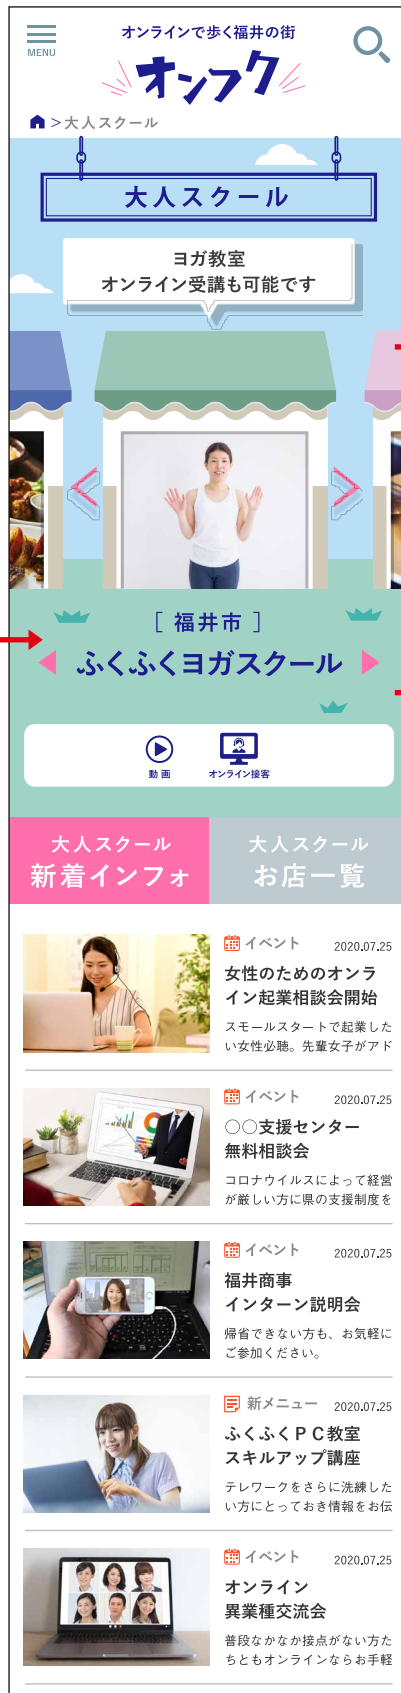 MENU
オンラインで歩く福井の街
オンフク
>大人スクール
大人スクール
ヨガ教室
オンライン受講も可能です
[ 福井市 ]
ふくふくヨガスクール
動画
オンライン接客
大人スクール
新着インフォ
大人スクール
お店一覧
イベント 2020.07.25
女性のためのオンラ
イン起業相談会開始
スモールスタートで起業した
い女性必聴。先輩女子がアド
イベント 2020.07.25
〇〇支援センター
無料相談会
コロナウイルスによって経営
が厳しい方に県の支援制度を
イベント 2020.07.25
福井商事
インターン説明会
帰省できない方も、お気軽に
ご参加ください。
新メニュー 2020.07.25
ふくふくPC教室
スキルアップ講座
テレワークをさらに洗練した
い方にとっておき情報をお伝
イベント 2020.07.25
オンライン
異業種交流会
普段なかなか接点がない方た
ちともオンラインならお手軽